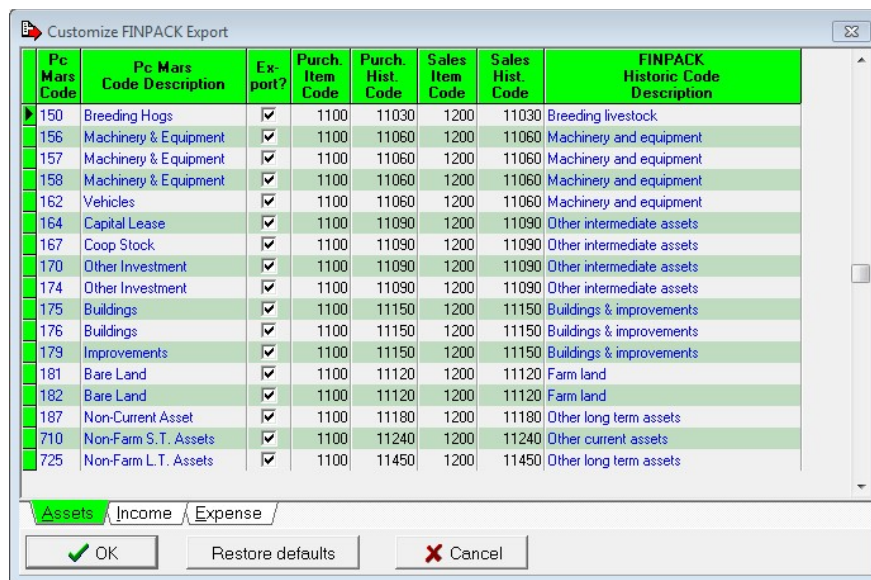 Customize FINPACK Export
Pc Mars Code Pc Mars Code Description Ex-port? Purch. Item Code Purch. Hist. Code Sales Item Code Sales Hist. Code FINPACK Historic Code Description
150 Breeding Hogs 1100 11030 1200 11030 Breeding livestock
156 Machinery & Equipment 1100 11060 1200 11060 Machinery and equipment
157 Machinery & Equipment 1100 11060 1200 11060 Machinery and equipment
158 Machinery & Equipment 1100 11060 1200 11060 Machinery and equipment
162 Vehicles 1100 11060 1200 11060 Machinery and equipment
164 Capital Lease 1100 11090 1200 11090 Other intermediate assets
167 Coop Stock 1100 11090 1200 11090 Other intermediate assets
170 Other Investment 1100 11090 1200 11090 Other intermediate assets
174 Other Investment 1100 11090 1200 11090 Other intermediate assets
175 Buildings 1100 11150 1200 11150 Buildings & improvements
176 Buildings 1100 11150 1200 11150 Buildings & improvements
179 Improvements 1100 11150 1200 11150 Buildings & improvements
181 Bare Land 1100 11120 1200 11120 Farm land
182 Bare Land 1100 11120 1200 11120 Farm land
187 Non-Current Asset 1100 11180 1200 11180 Other long term assets
710 Non-Farm S.T. Assets 1100 11240 1200 11240 Other current assets
725 Non-Farm L.T. Assets 1100 11450 1200 11450 Other long term assets
Assets Income Expense
OK Restore defaults Cancel